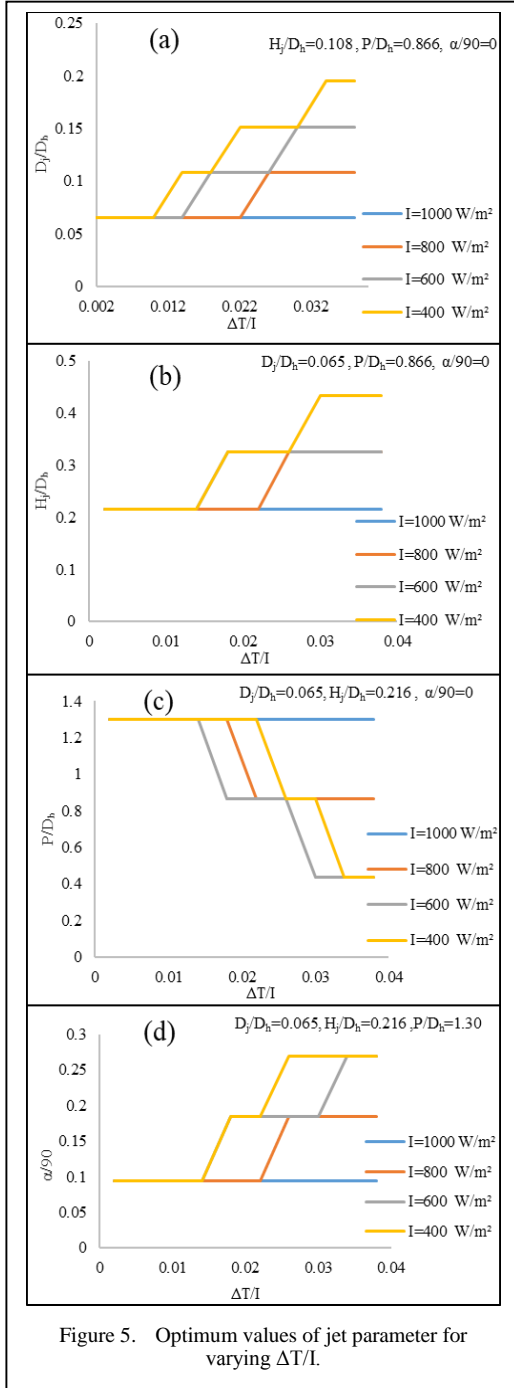 (a)
Hⱼ/Dₕ=0.108 , P/Dₕ=0.866, α/90=0
0.25
0.2
0.15
0.1
0.05
0
Dⱼ/Dₕ
I=1000 W/m²
I=800 W/m²
I=600 W/m²
I=400 W/m²
0.002 0.012 0.022 0.032
ΔT/I
(b)
Dⱼ/Dₕ=0.065 , P/Dₕ=0.866, α/90=0
0.5
0.4
0.3
0.2
0.1
0
Hⱼ/Dₕ
I=1000 W/m²
I=800 W/m²
I=600 W/m²
I=400 W/m²
0 0.01 0.02 0.03 0.04
ΔT/I
(c)
Dⱼ/Dₕ=0.065, Hⱼ/Dₕ=0.216 , α/90=0
1.4
1.2
1
0.8
0.6
0.4
0.2
0
P/Dₕ
I=1000 W/m²
I=800 W/m²
I=600 W/m²
I=400 W/m²
0 0.01 0.02 0.03 0.04
ΔT/I
(d)
Dⱼ/Dₕ=0.065, Hⱼ/Dₕ=0.216 ,P/Dₕ=1.30
0.3
0.25
0.2
0.15
0.1
0.05
0
α/90
I=1000 W/m²
I=800 W/m²
I=600 W/m²
I=400 W/m²
0 0.01 0.02 0.03 0.04
ΔT/I
Figure 5. Optimum values of jet parameter for
varying ΔT/I.